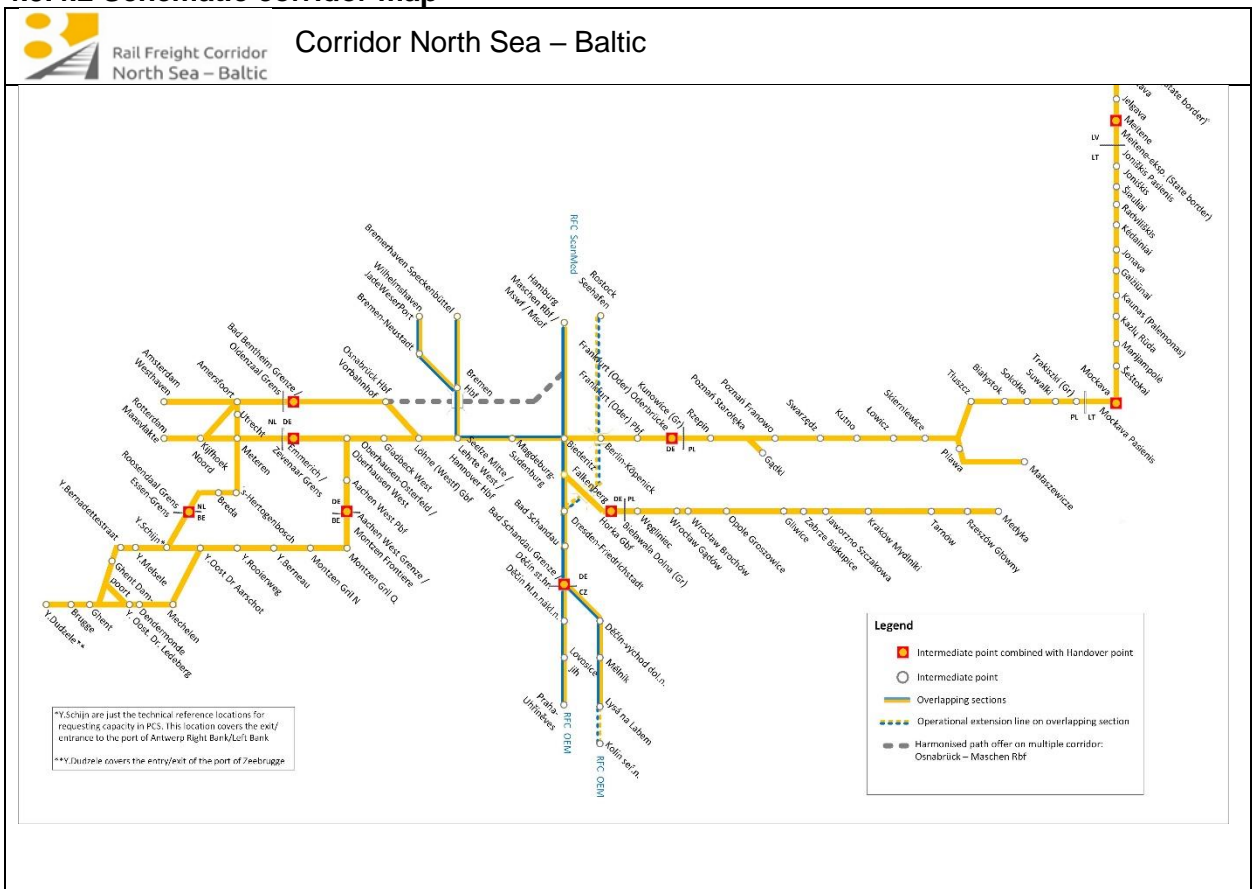 Rail Freight Corridor
North Sea – Baltic
Corridor North Sea – Baltic
Jelgava
Meitene
Meitene-eksp. (State border)
LV
LT
Joniškis Pasienis
Joniškis
Šiauliai
Radviliškis
Kėdainiai
Jonava
Gaižiūnai
Kaunas (Palemonas)
Kazlų Rūda
Marijampolė
Šeštokai
Mockava
Mockava Pasienis
PL
LT
Trakiszki (Gr)
Suwałki
Sokółka
Białystok
Tłuszcz
Pilawa
Małaszewicze
Skierniewice
Łowicz
Kutno
Swarzędz
Poznań Franowo
Gądki
Poznań Starołęka
Rzepin
Kunowice (Gr)
DE
PL
Frankfurt (Oder) Oderbrücke
Frankfurt (Oder) Pbf
Berlin-Köpenick
RFC ScanMed
Rostock
Seehafen
Hamburg
Maschen Rbf /
Mswf / Msof
Bremerhaven Speckenbüttel
Wilhelmshaven
JadeWeserPort
Bremen-Neustadt
Bremen
Hbf
Osnabrück Hbf
Vorbahnhof
Bad Bentheim Grenze /
Oldenzaal Grens
NL DE
Amersfoort
Amsterdam
Westhaven
Rotterdam
Maasvlakte
Kijfhoek
Noord
Utrecht
Meteren
Emmerich /
Zevenaar Grens
Oberhausen-Osterfeld /
Oberhausen West
Gladbeck West
Löhne (Westf) Gbf
Seelze Mitte /
Lehrte West /
Hannover Hbf
Magdeburg-
Sudenburg
Biederitz
Roosendaal Grens
Essen-Grens
NL
BE
Breda
's-Hertogenbosch
Aachen West Pbf
DE
BE
Aachen West Grenze /
Montzen Frontiere
Montzen Gril Q
Montzen Gril N
Y.Berneau
Y.Rooierweg
Y.Oost Dr Aarschot
Y.Schijn*
Y.Melsele
Y.Bernadettestraat
Ghent Dam-
poort
Mechelen
Dendermonde
Y. Oost. Dr. Ledeberg
Ghent
Brugge
Y.Dudzele**
Falkenberg
DE PL
Horka Gbf
Bielawa Dolna (Gr)
Węgliniec
Wrocław Gądów
Wrocław Brochów
Opole Groszowice
Gliwice
Zabrze Biskupice
Jaworzno Szczakowa
Krakow Mydlniki
Tarnów
Rzeszów Głowny
Medyka
Dresden-Friedrichstadt
Bad Schandau
Bad Schandau Grenze
DE
CZ
Děčín st.hr.
Děčín hl.n.nákl.n.
Děčín-východ dol.n.
Lovosice
jih
Mělník
Praha-
Uhříněves
RFC OEM
Lysá na Labem
Kolín seř.n.
RFC OEM
Legend
Intermediate point combined with Handover point
Intermediate point
Overlapping sections
Operational extension line on overlapping section
Harmonised path offer on multiple corridor:
Osnabrück – Maschen Rbf
*Y.Schijn are just the technical reference locations for
requesting capacity in PCS. This location covers the exit/
entrance to the port of Antwerp Right Bank/Left Bank
**Y.Dudzele covers the entry/exit of the port of Zeebrugge